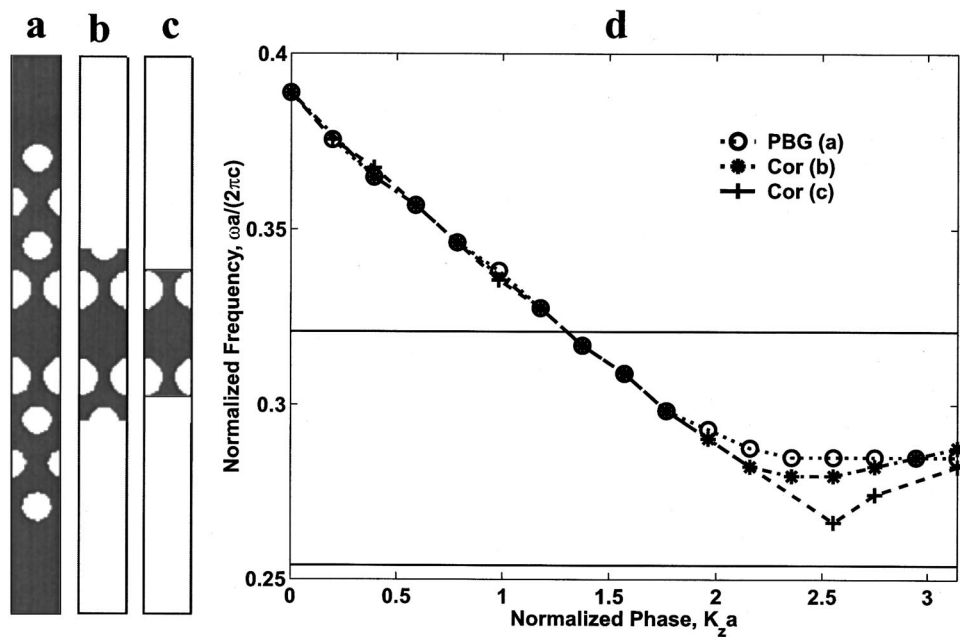 a b c d
0.4
0.35
0.3
0.25
Normalized Frequency, ωa/(2πc)
PBG (a)
Cor (b)
Cor (c)
0 0.5 1 1.5 2 2.5 3
Normalized Phase, K_z a